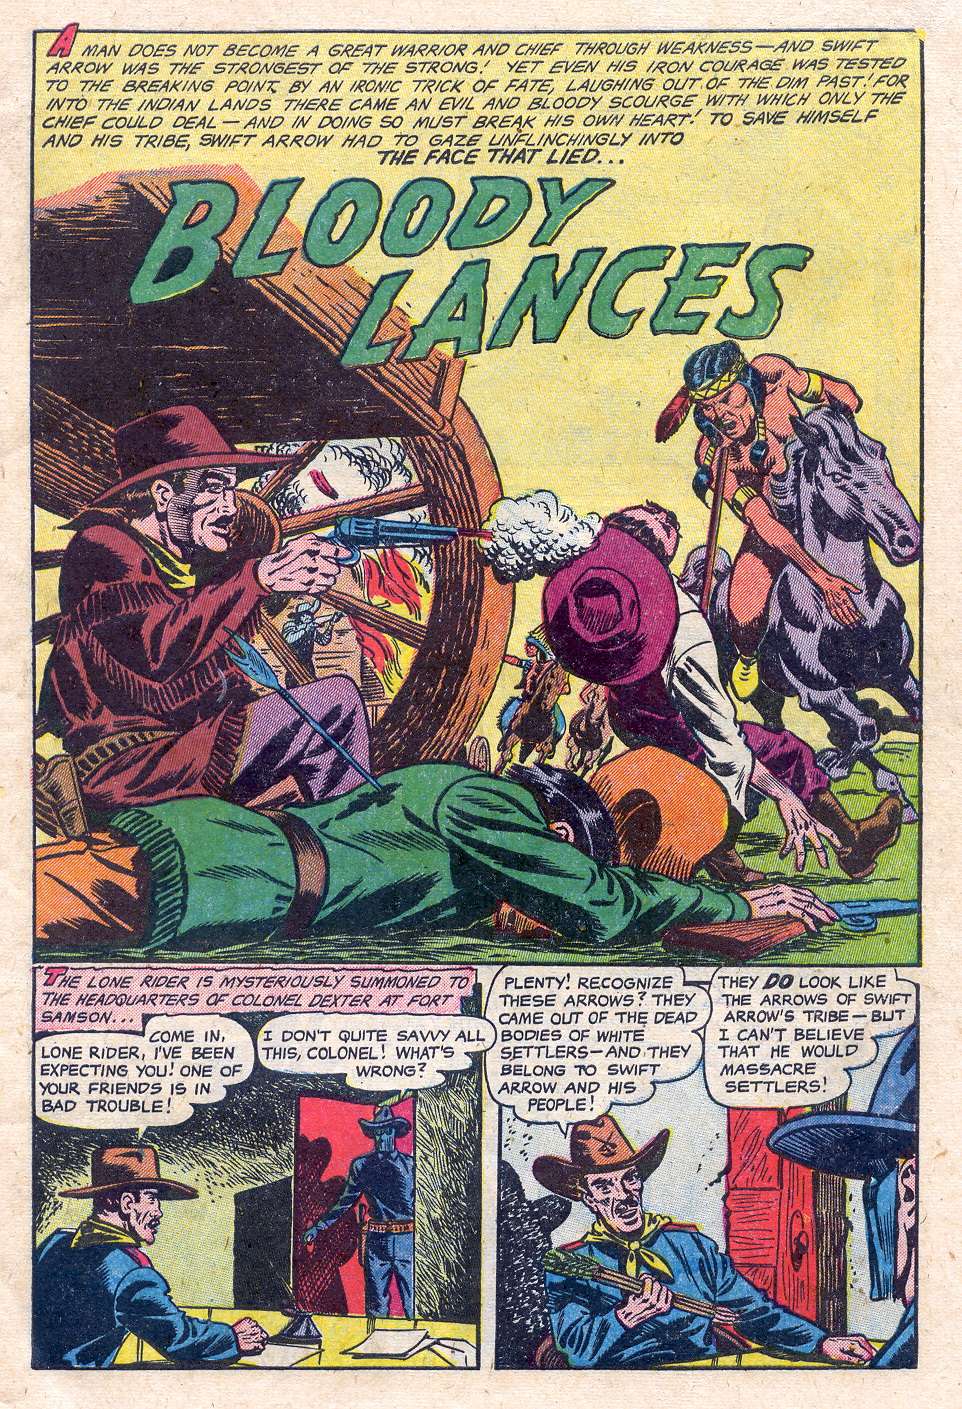 A MAN DOES NOT BECOME A GREAT WARRIOR AND CHIEF THROUGH WEAKNESS—AND SWIFT
ARROW WAS THE STRONGEST OF THE STRONG! YET EVEN HIS IRON COURAGE WAS TESTED
TO THE BREAKING POINT, BY AN IRONIC TRICK OF FATE, LAUGHING OUT OF THE DIM PAST! FOR
INTO THE INDIAN LANDS THERE CAME AN EVIL AND BLOODY SCOURGE WITH WHICH ONLY THE
CHIEF COULD DEAL—AND IN DOING SO MUST BREAK HIS OWN HEART! TO SAVE HIMSELF
AND HIS TRIBE, SWIFT ARROW HAD TO GAZE UNFLINCHINGLY INTO
THE FACE THAT LIED...
BLOODY
LANCES
THE LONE RIDER IS MYSTERIOUSLY SUMMONED TO
THE HEADQUARTERS OF COLONEL DEXTER AT FORT
SAMSON...
COME IN,
LONE RIDER, I'VE BEEN
EXPECTING YOU! ONE OF
YOUR FRIENDS IS IN
BAD TROUBLE!
I DON'T QUITE SAVVY ALL
THIS, COLONEL! WHAT'S
WRONG?
PLENTY! RECOGNIZE
THESE ARROWS? THEY
CAME OUT OF THE DEAD
BODIES OF WHITE
SETTLERS—AND THEY
BELONG TO SWIFT
ARROW AND HIS
PEOPLE!
THEY DO LOOK LIKE
THE ARROWS OF SWIFT
ARROW'S TRIBE—BUT
I CAN'T BELIEVE
THAT HE WOULD
MASSACRE
SETTLERS!